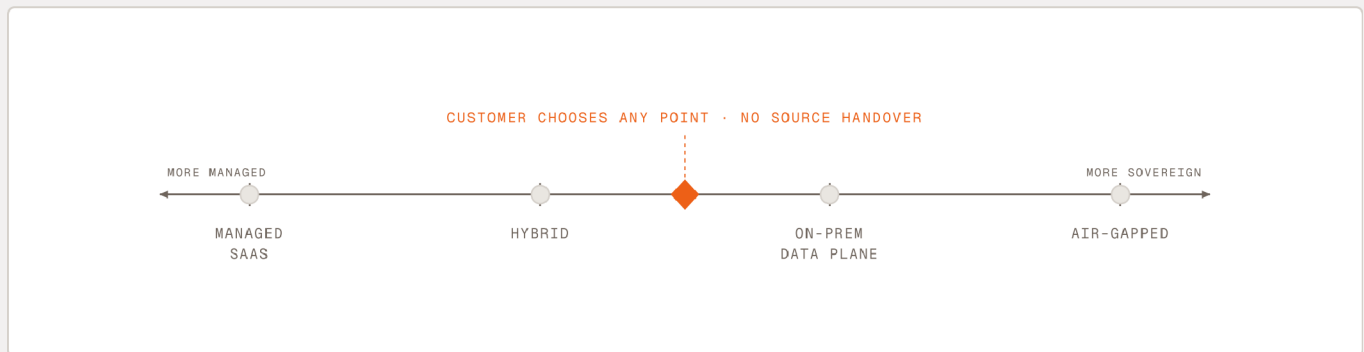 CUSTOMER CHOOSES ANY POINT · NO SOURCE HANDOVER
MORE MANAGED
MORE SOVEREIGN
MANAGED
SAAS
HYBRID
ON-PREM
DATA PLANE
AIR-GAPPED